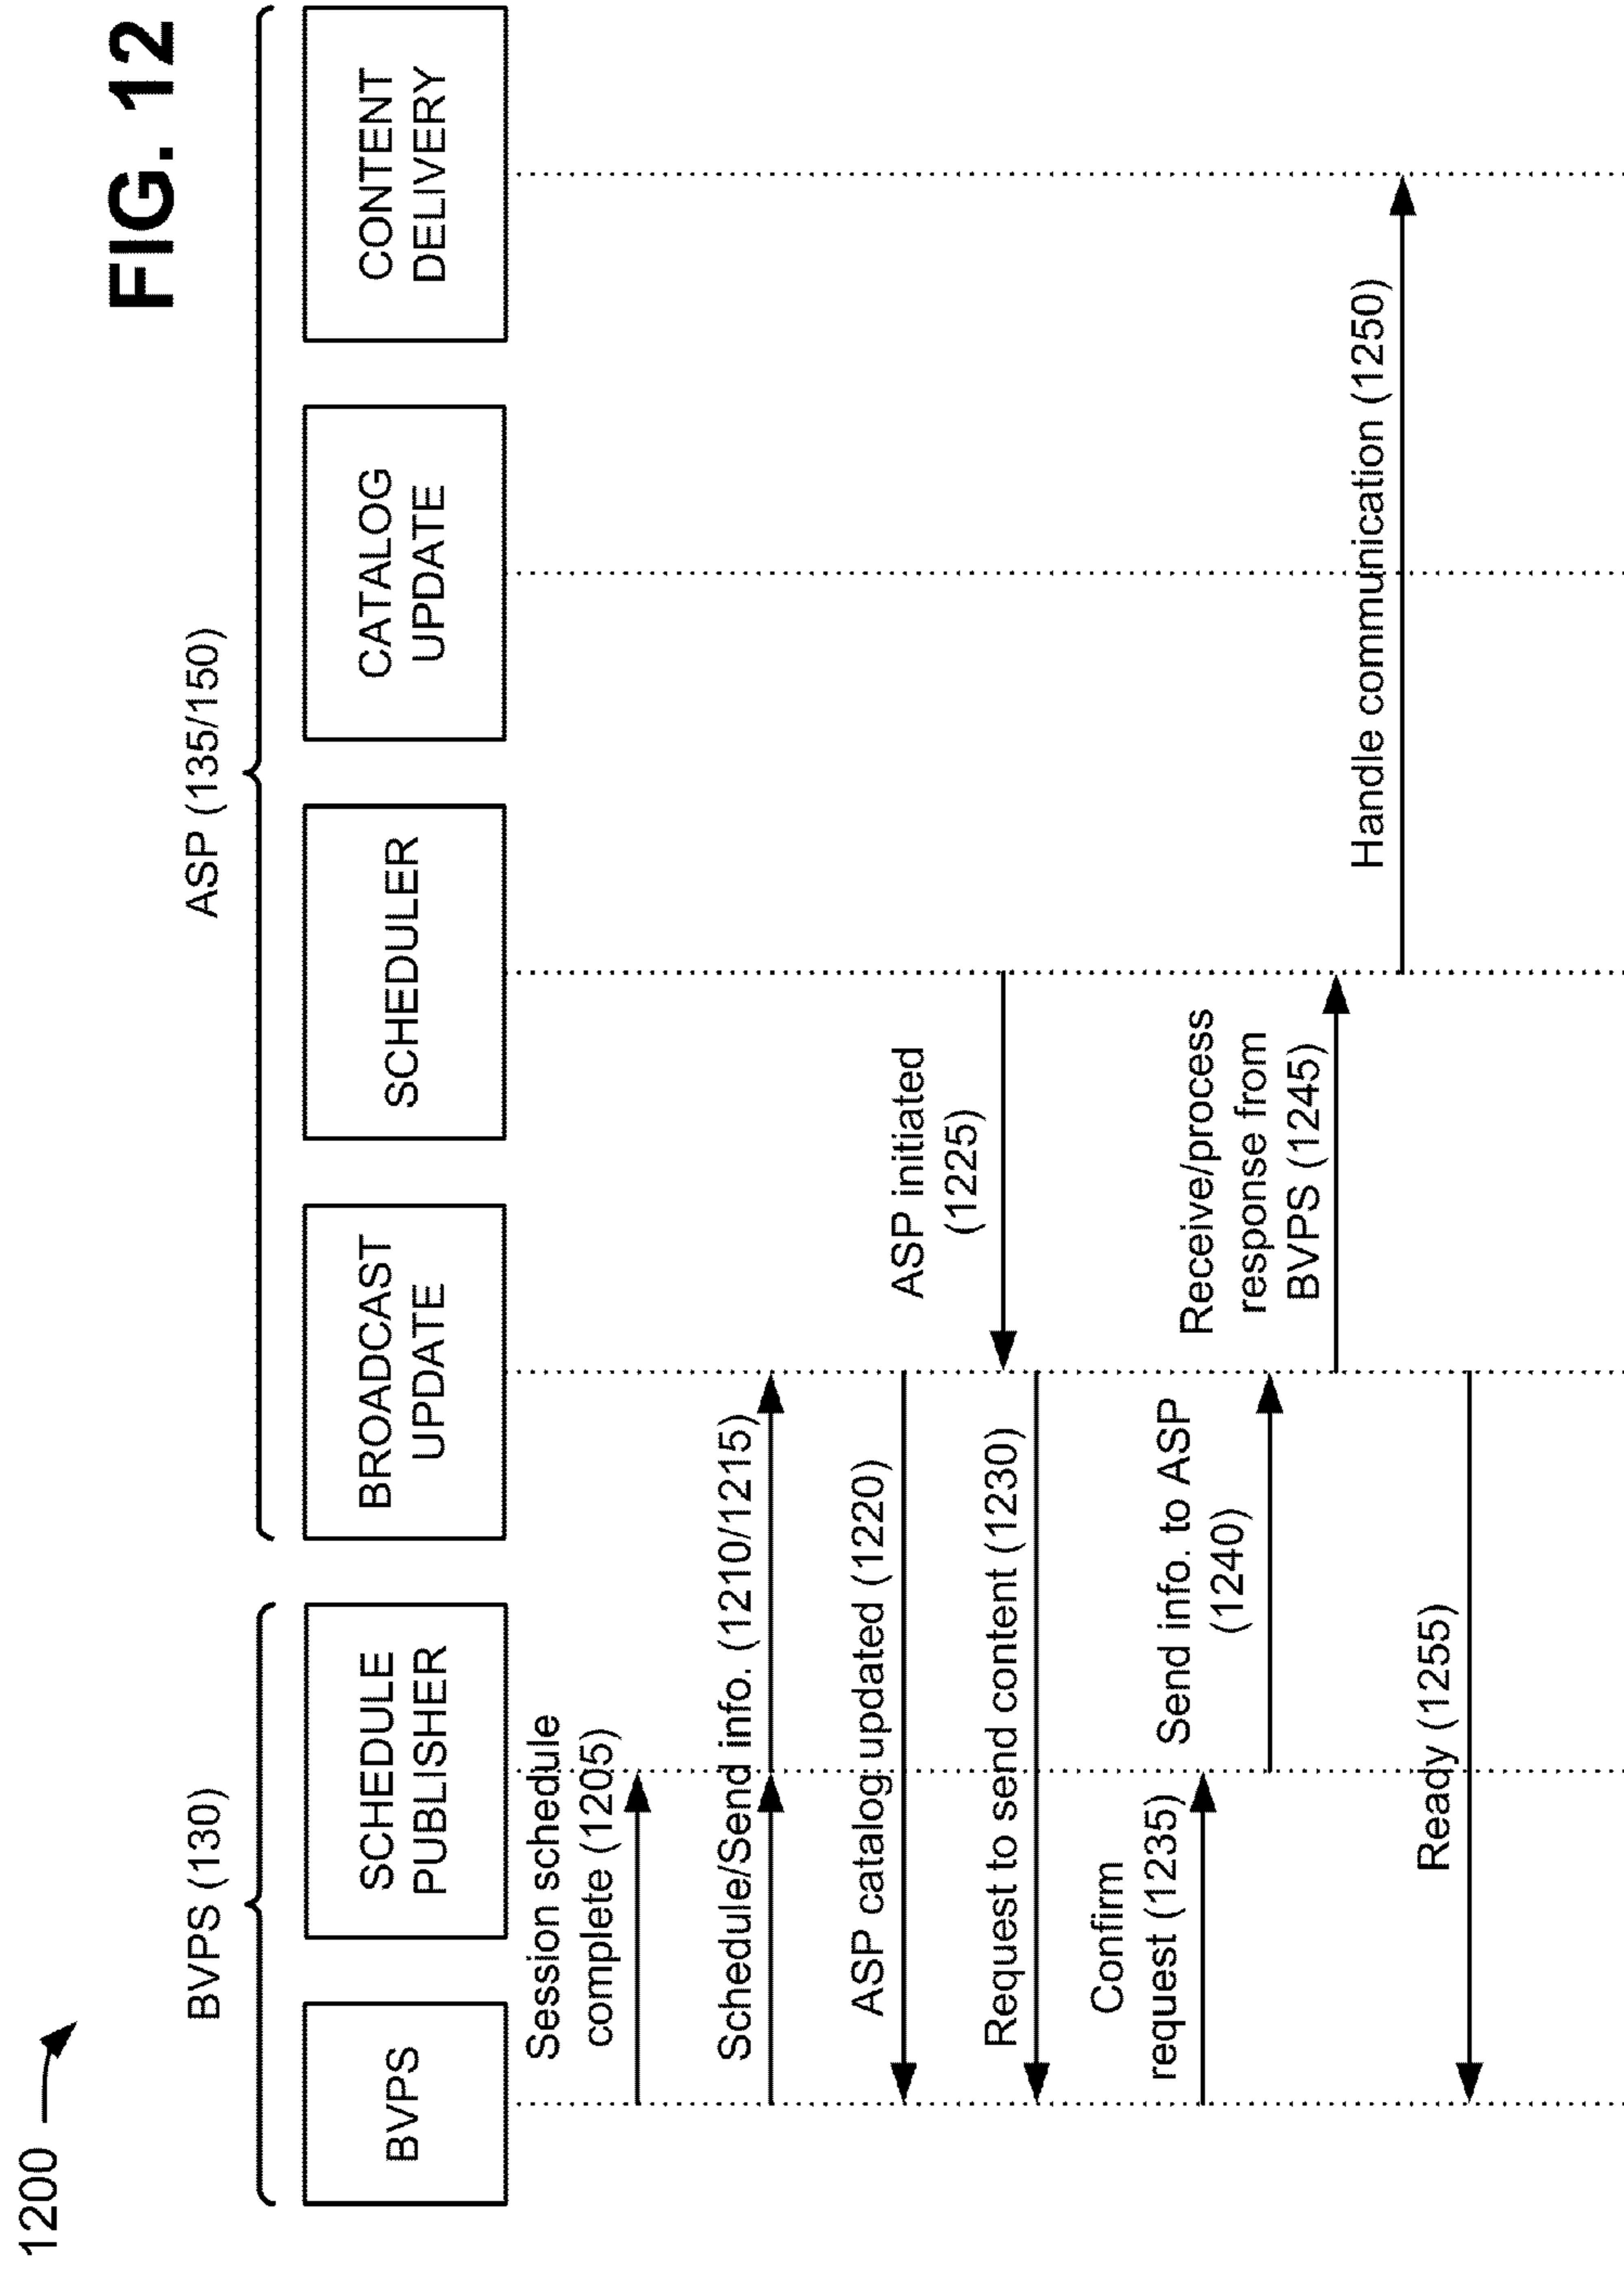 1200
FIG. 12
BVPS (130)
ASP (135/150)
BVPS
SCHEDULE
PUBLISHER
BROADCAST
UPDATE
SCHEDULER
CATALOG
UPDATE
CONTENT
DELIVERY
Session schedule
complete (1205)
Schedule/Send info. (1210/1215)
ASP catalog updated (1220)
ASP initiated
(1225)
Request to send content (1230)
Confirm
request (1235)
Send info. to ASP
(1240)
Receive/process
response from
BVPS (1245)
Handle communication (1250)
Ready (1255)